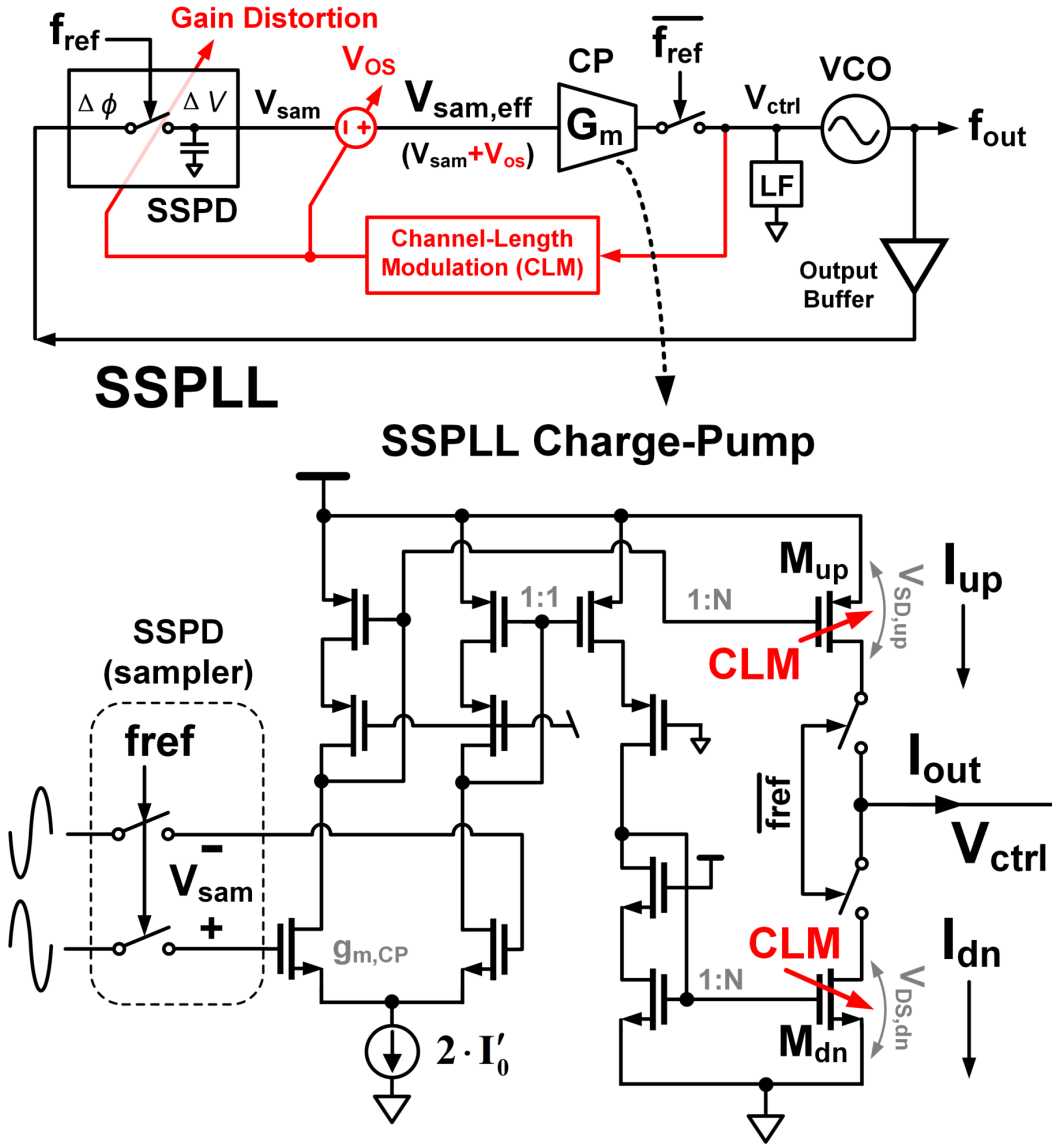 Gain Distortion
f_ref
Δ ϕ
Δ V
SSPD
V_sam
V_OS
V_sam,eff
(V_sam+V_os)
CP
G_m
f_ref
V_ctrl
LF
VCO
f_out
Channel-Length
Modulation (CLM)
Output
Buffer
SSPLL
SSPLL Charge-Pump
SSPD
(sampler)
fref
V_sam
-
+
g_m,CP
2 · I′_0
1:1
1:N
M_up
CLM
V_SD,up
I_up
fref
I_out
V_ctrl
1:N
CLM
M_dn
V_DS,dn
I_dn